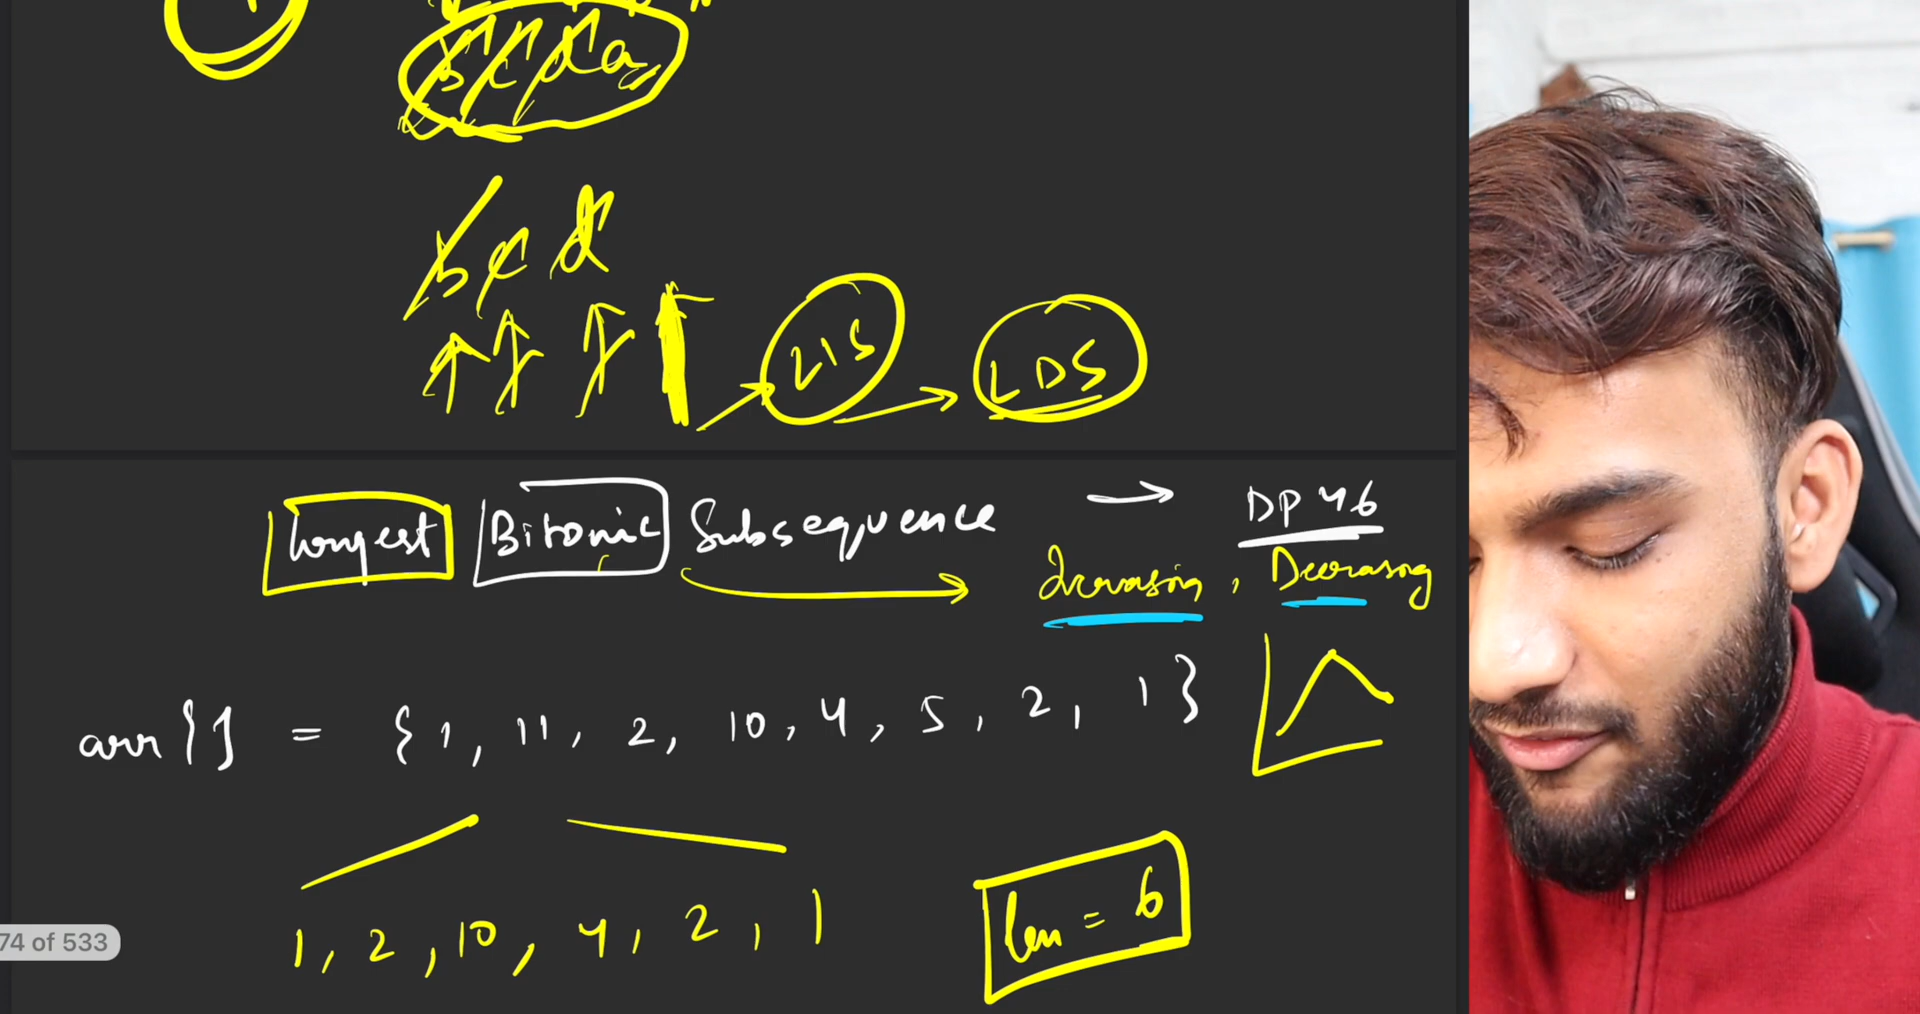 b c d a
b c d
LIS
LDS
Longest Bitonic Subsequence → DP 46
Increasing, Decreasing
arr[] = {1, 11, 2, 10, 4, 5, 2, 1}
1, 2, 10, 4, 2, 1
len = 6
74 of 533